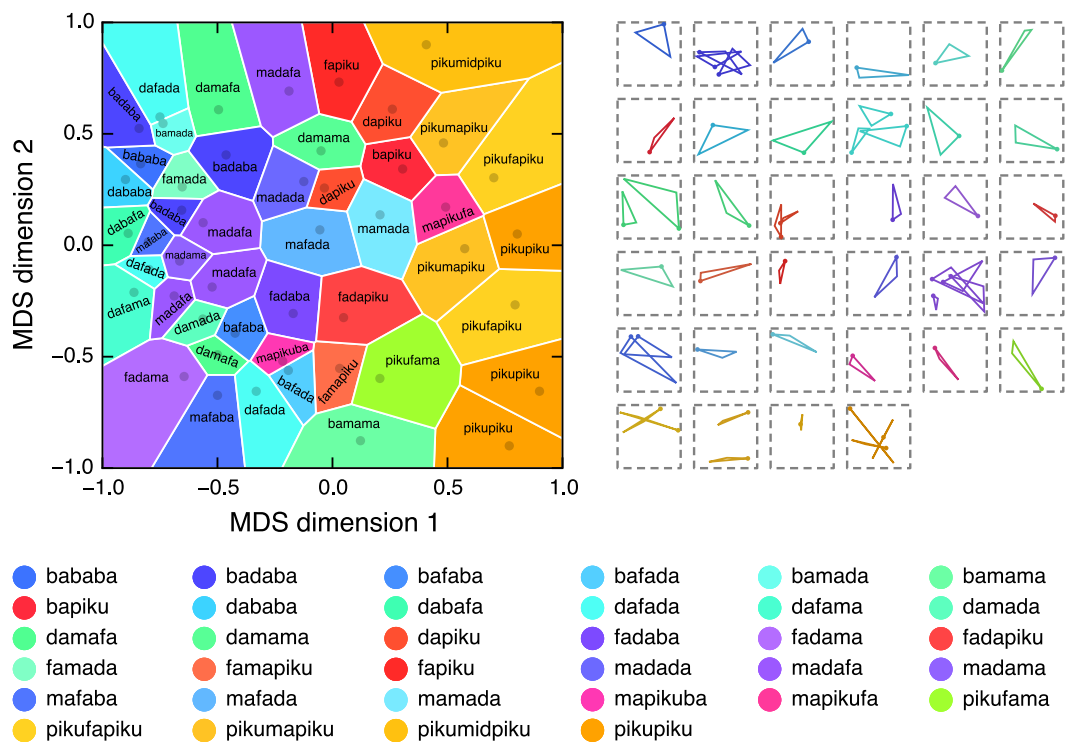 1.0
0.5
0.0
−0.5
−1.0
MDS dimension 2
−1.0
−0.5
0.0
0.5
1.0
MDS dimension 1
dafada
damafa
madafa
fapiku
pikumidpiku
badaba
bamada
dapiku
pikumapiku
damama
bababa
badaba
bapiku
pikufapiku
dababa
famada
madada
dapiku
mapikufa
dabafa
badaba
mafaba
madafa
mafada
mamada
pikupiku
madama
dafada
madafa
pikumapiku
dafama
madafa
fadaba
fadapiku
pikufapiku
damada
bafaba
damafa
mapikuba
pikufama
fadama
bafada
famapiku
pikupiku
mafaba
dafada
bamama
pikupiku
bababa badaba bafaba bafada bamada bamama
bapiku dababa dabafa dafada dafama damada
damafa damama dapiku fadaba fadama fadapiku
famada famapiku fapiku madada madafa madama
mafaba mafada mamada mapikuba mapikufa pikufama
pikufapiku pikumapiku pikumidpiku pikupiku